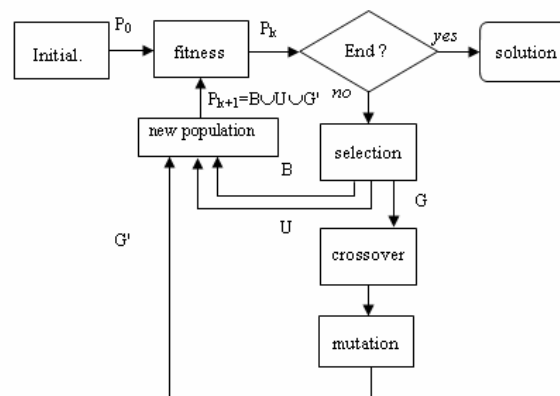 P₀
Initial.
fitness
Pₖ
End ?
yes
solution
no
Pₖ₊₁=B∪U∪G'
new population
selection
B
G
U
G'
crossover
mutation